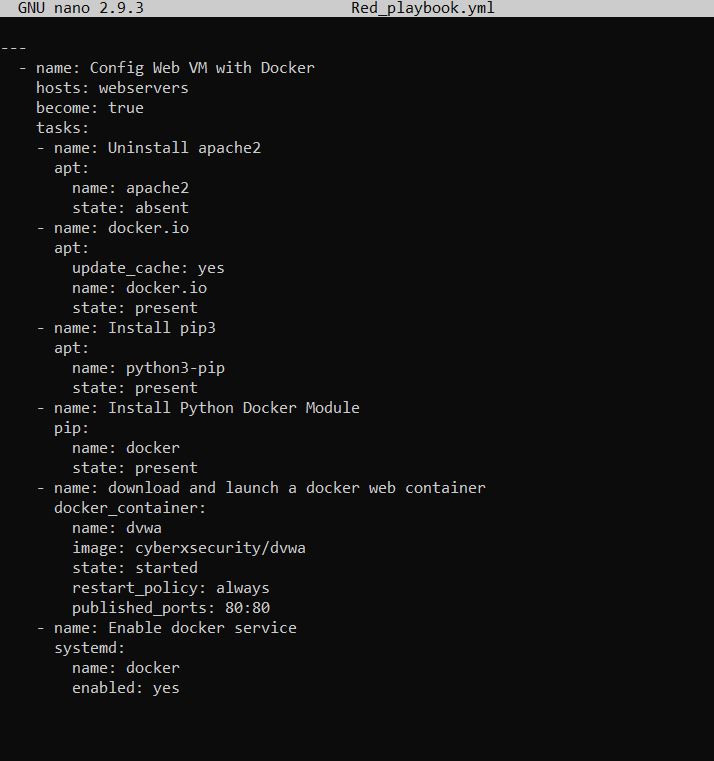 GNU nano 2.9.3 Red_playbook.yml
---
  - name: Config Web VM with Docker
    hosts: webservers
    become: true
    tasks:
    - name: Uninstall apache2
      apt:
        name: apache2
        state: absent
    - name: docker.io
      apt:
        update_cache: yes
        name: docker.io
        state: present
    - name: Install pip3
      apt:
        name: python3-pip
        state: present
    - name: Install Python Docker Module
      pip:
        name: docker
        state: present
    - name: download and launch a docker web container
      docker_container:
        name: dvwa
        image: cyberxsecurity/dvwa
        state: started
        restart_policy: always
        published_ports: 80:80
    - name: Enable docker service
      systemd:
        name: docker
        enabled: yes